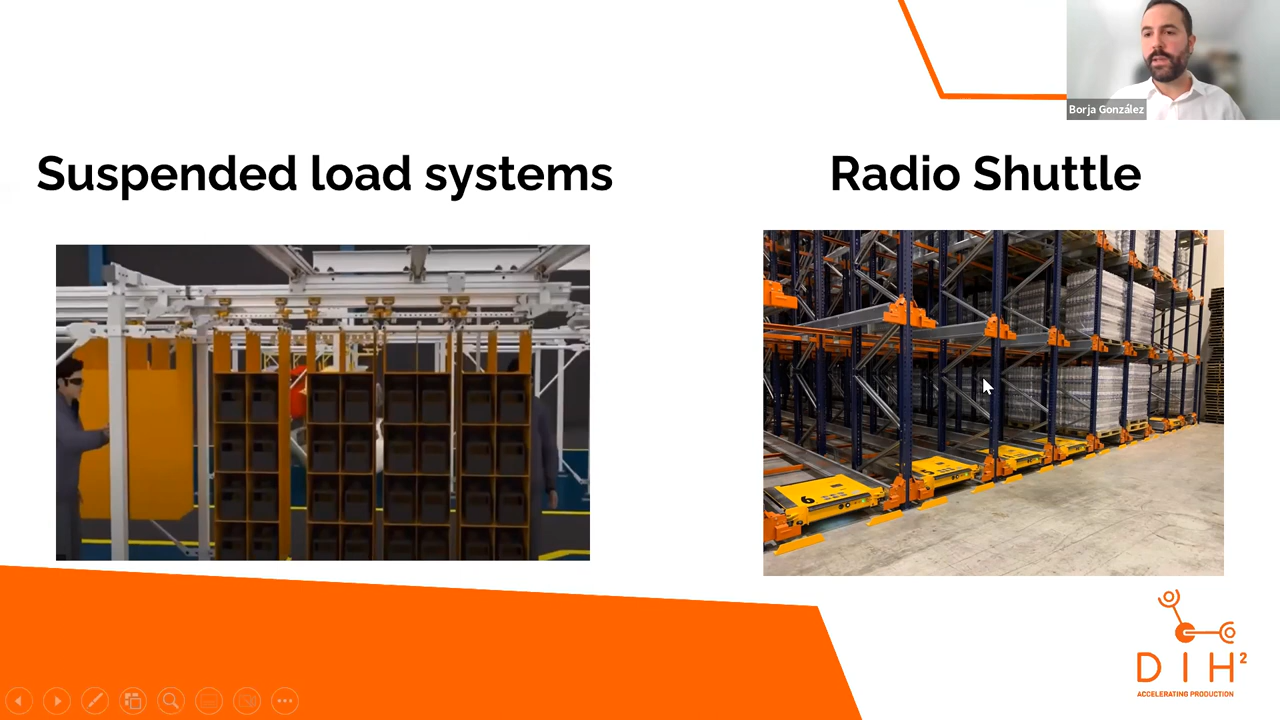 Borja González
Suspended load systems
Radio Shuttle
6
DIH²
ACCELERATING PRODUCTION